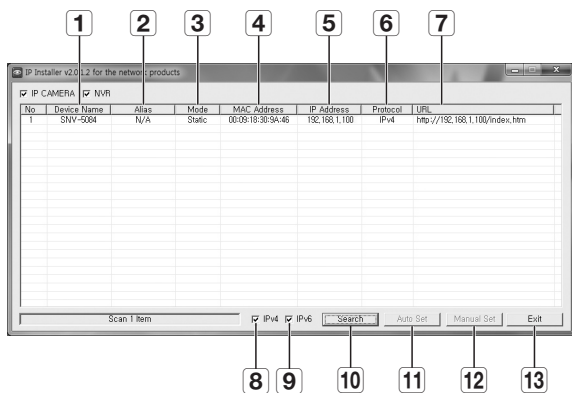 1 2 3 4 5 6 7
IP Installer v2.0.1.2 for the network products
IP CAMERA NVR
No Device Name Alias Mode MAC Address IP Address Protocol URL
1 SNV-5084 N/A Static 00:09:18:30:9A:46 192,168,1,100 IPv4 http://192,168,1,100/index,htm
Scan 1 Item IPv4 IPv6 Search Auto Set Manual Set Exit
8 9 10 11 12 13